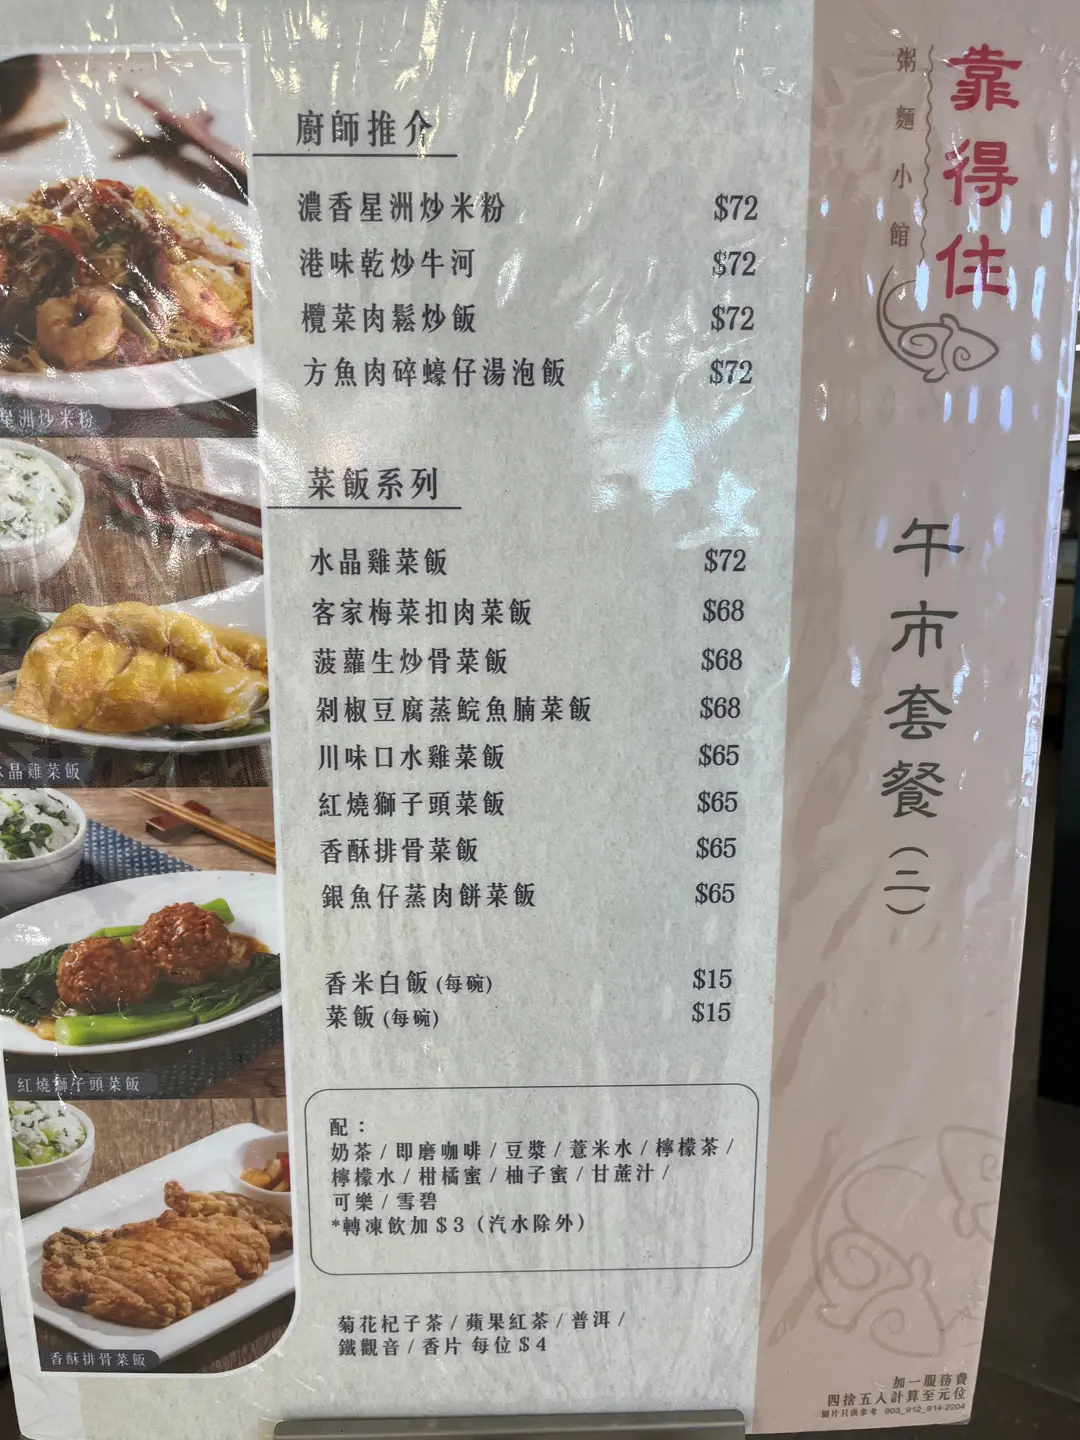 靠得住
粥麵小館
午市套餐（二）
廚師推介
濃香星洲炒米粉 $72
港味乾炒牛河 $72
欖菜肉鬆炒飯 $72
方魚肉碎蠔仔湯泡飯 $72
菜飯系列
水晶雞菜飯 $72
客家梅菜扣肉菜飯 $68
菠蘿生炒骨菜飯 $68
剁椒豆腐蒸鯇魚腩菜飯 $68
川味口水雞菜飯 $65
紅燒獅子頭菜飯 $65
香酥排骨菜飯 $65
銀魚仔蒸肉餅菜飯 $65
香米白飯 (每碗) $15
菜飯 (每碗) $15
配：
奶茶 / 即磨咖啡 / 豆漿 / 薏米水 / 檸檬茶 /
檸檬水 / 柑橘蜜 / 柚子蜜 / 甘蔗汁 /
可樂 / 雪碧
*轉凍飲加 $ 3（汽水除外）
菊花杞子茶 / 蘋果紅茶 / 普洱 /
鐵觀音 / 香片 每位 $ 4
星洲炒米粉
水晶雞菜飯
紅燒獅子頭菜飯
香酥排骨菜飯
加一服務費
四捨五入計算至元位
圖片只供參考 903_912_914-2204